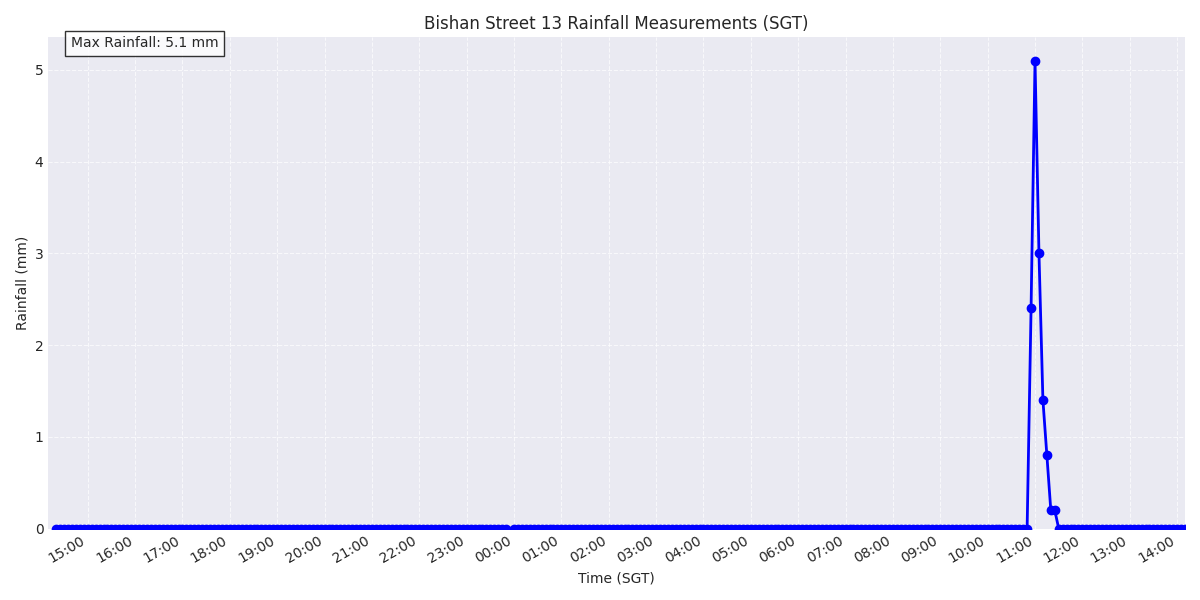 Bishan Street 13 Rainfall Measurements (SGT)
Max Rainfall: 5.1 mm
Rainfall (mm)
5
4
3
2
1
0
15:00 16:00 17:00 18:00 19:00 20:00 21:00 22:00 23:00 00:00 01:00 02:00 03:00 04:00 05:00 06:00 07:00 08:00 09:00 10:00 11:00 12:00 13:00 14:00
Time (SGT)